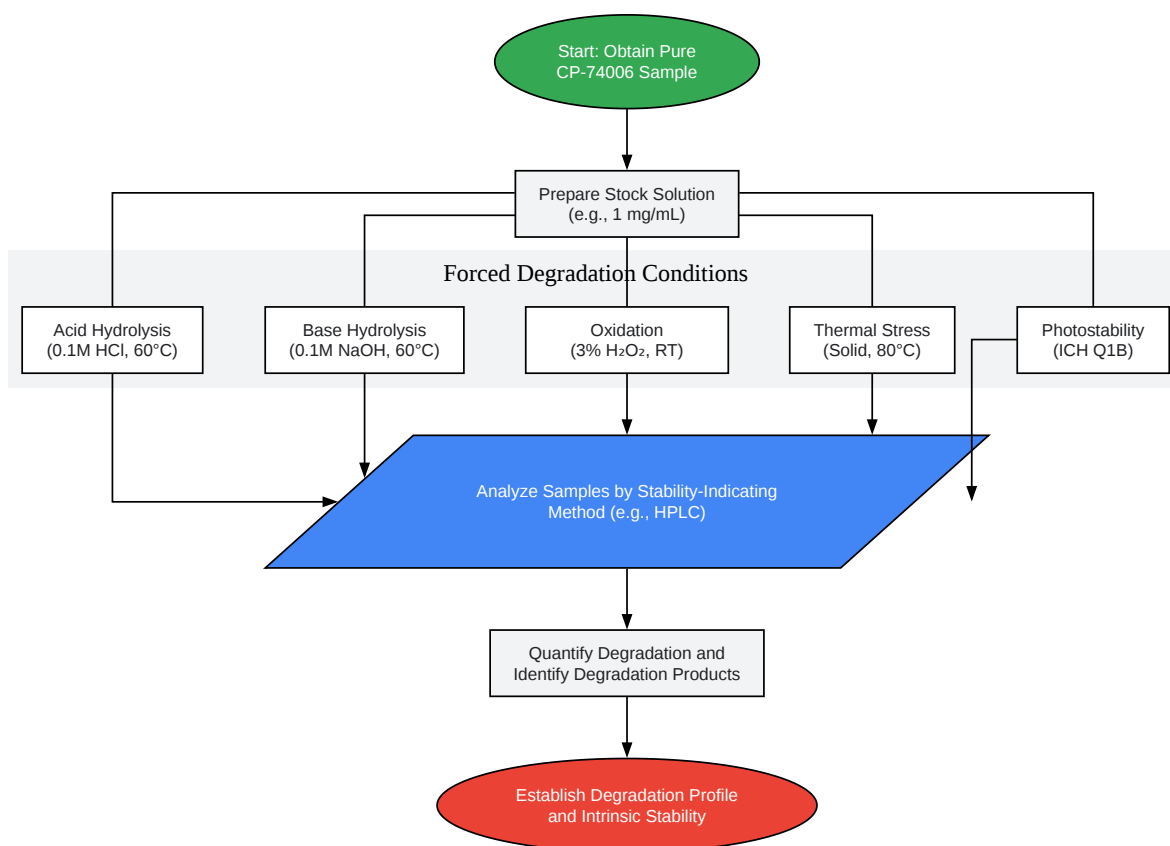 Start: Obtain Pure
CP-74006 Sample
Prepare Stock Solution
(e.g., 1 mg/mL)
Forced Degradation Conditions
Acid Hydrolysis
(0.1M HCl, 60°C)
Base Hydrolysis
(0.1M NaOH, 60°C)
Oxidation
(3% H₂O₂, RT)
Thermal Stress
(Solid, 80°C)
Photostability
(ICH Q1B)
Analyze Samples by Stability-Indicating
Method (e.g., HPLC)
Quantify Degradation and
Identify Degradation Products
Establish Degradation Profile
and Intrinsic Stability